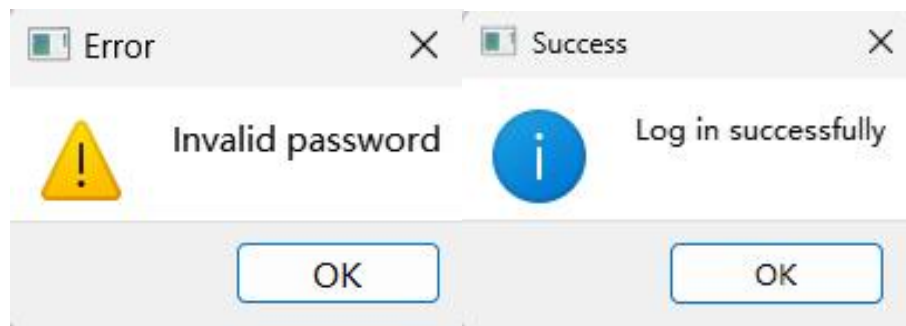 Error
Invalid password
OK
Success
Log in successfully
OK